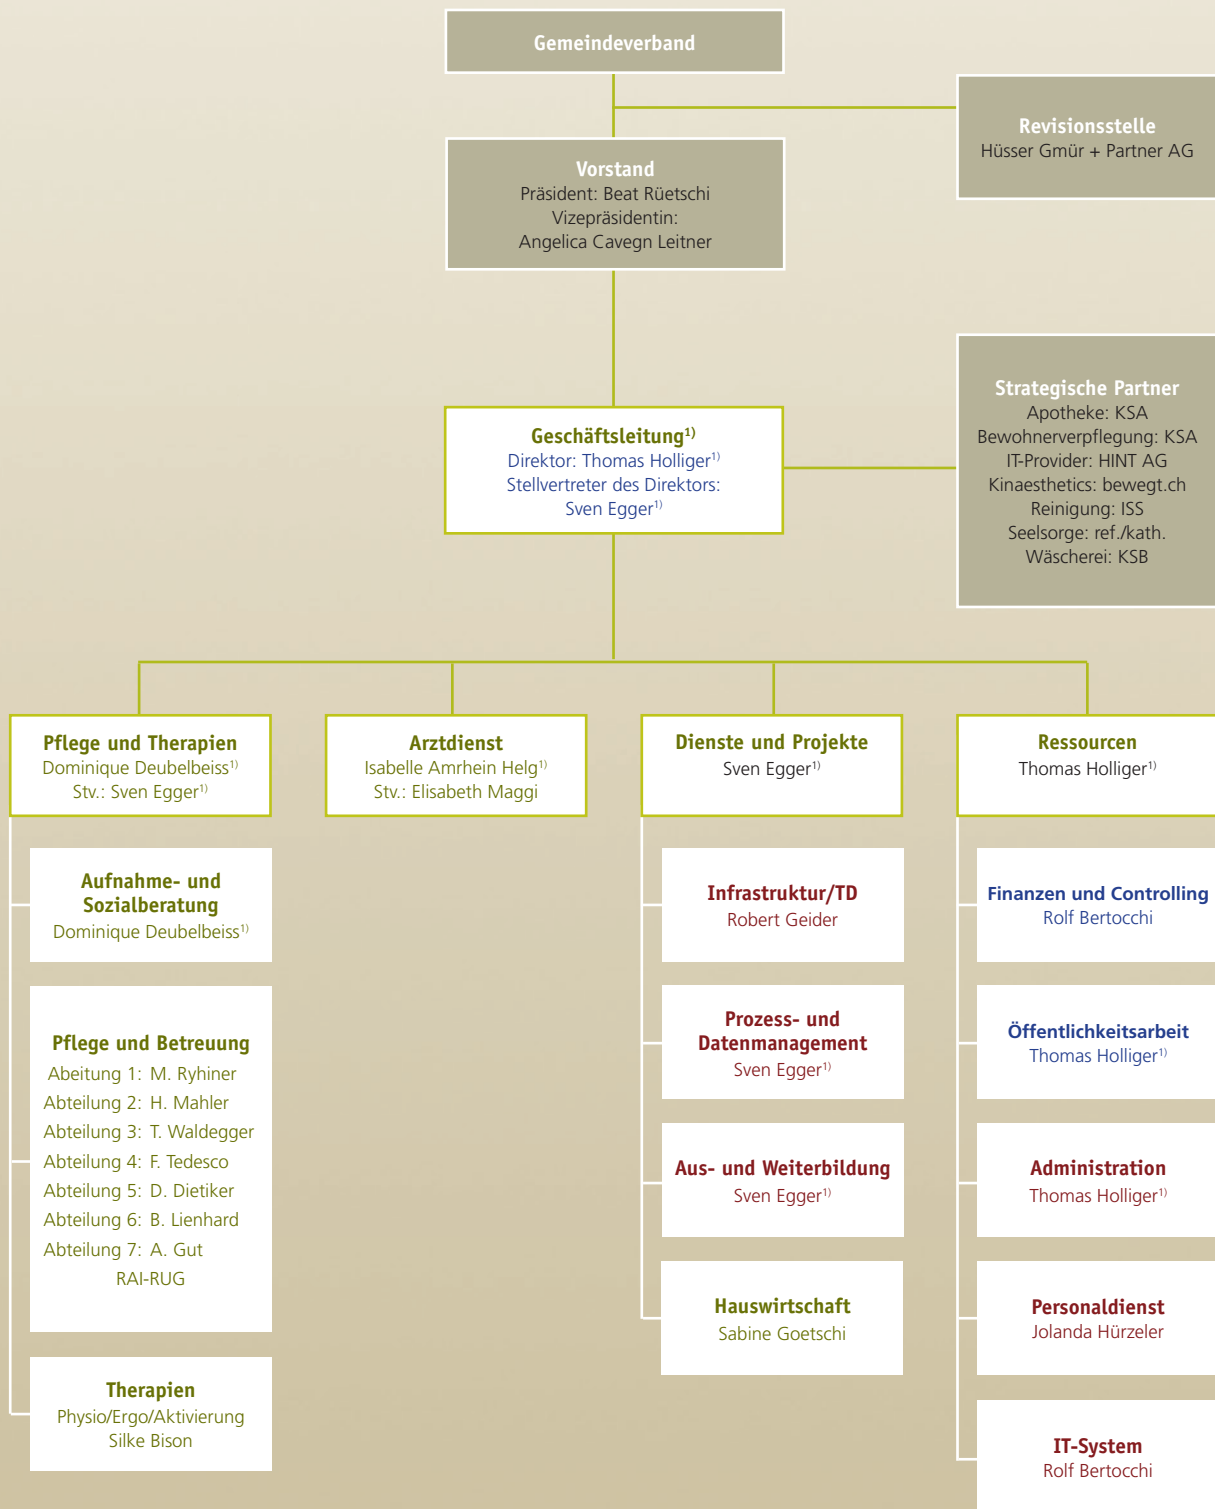 Gemeindeverband
Revisionsstelle
Hüsser Gmür + Partner AG
Vorstand
Präsident: Beat Rüetschi
Vizepräsidentin:
Angelica Cavegn Leitner
Strategische Partner
Apotheke: KSA
Bewohnerverpflegung: KSA
IT-Provider: HINT AG
Kinaesthetics: bewegt.ch
Reinigung: ISS
Seelsorge: ref./kath.
Wäscherei: KSB
Geschäftsleitung1)
Direktor: Thomas Holliger1)
Stellvertreter des Direktors:
Sven Egger1)
Pflege und Therapien
Dominique Deubelbeiss1)
Stv.: Sven Egger1)
Arztdienst
Isabelle Amrhein Helg1)
Stv.: Elisabeth Maggi
Dienste und Projekte
Sven Egger1)
Ressourcen
Thomas Holliger1)
Aufnahme- und
Sozialberatung
Dominique Deubelbeiss1)
Pflege und Betreuung
Abeitung 1: M. Ryhiner
Abteilung 2: H. Mahler
Abteilung 3: T. Waldegger
Abteilung 4: F. Tedesco
Abteilung 5: D. Dietiker
Abteilung 6: B. Lienhard
Abteilung 7: A. Gut
RAI-RUG
Therapien
Physio/Ergo/Aktivierung
Silke Bison
Infrastruktur/TD
Robert Geider
Prozess- und
Datenmanagement
Sven Egger1)
Aus- und Weiterbildung
Sven Egger1)
Hauswirtschaft
Sabine Goetschi
Finanzen und Controlling
Rolf Bertocchi
Öffentlichkeitsarbeit
Thomas Holliger1)
Administration
Thomas Holliger1)
Personaldienst
Jolanda Hürzeler
IT-System
Rolf Bertocchi